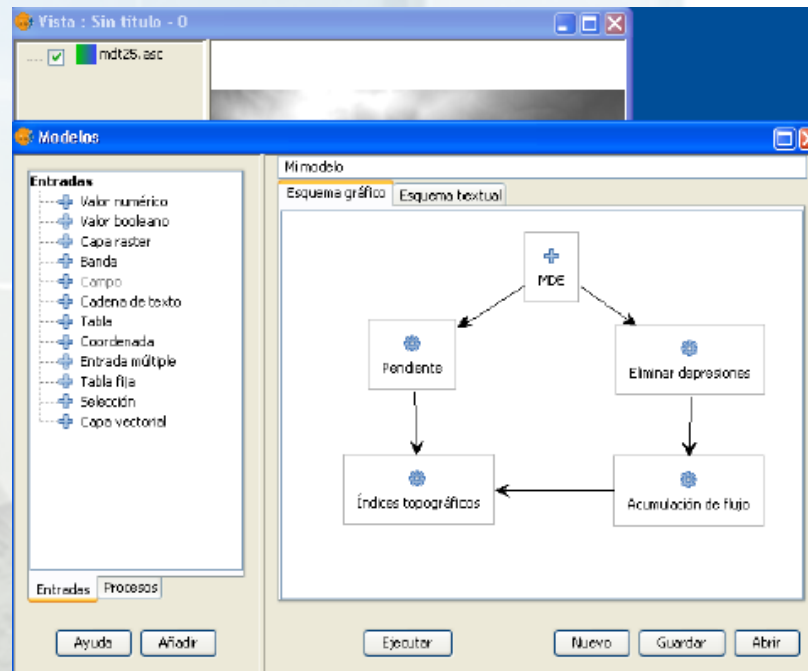 Vista : Sin título - 0
mdt25.asc
Modelos
Entradas
Valor numérico
Valor booleano
Capa raster
Banda
Campo
Cadena de texto
Tabla
Coordenada
Entrada múltiple
Tabla fija
Selección
Capa vectorial
Entradas Procesos
Ayuda Añadir
Mi modelo
Esquema gráfico Esquema textual
MDE
Pendiente
Eliminar depresiones
Índices topográficos
Acumulación de flujo
Ejecutar Nuevo Guardar Abrir